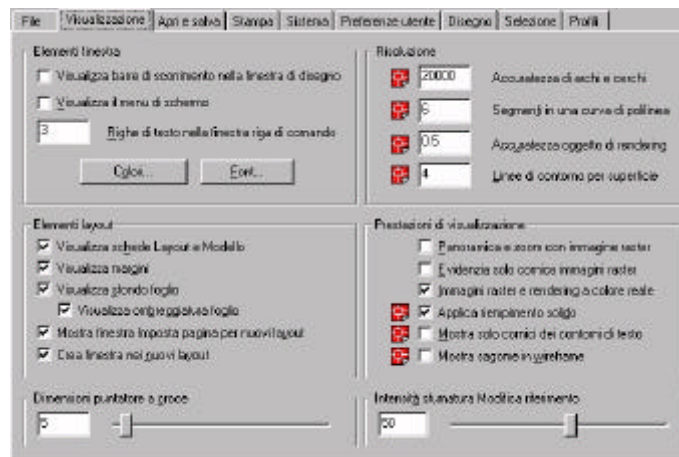 File Visualizzazione Apri e salva Stampa Sistema Preferenze utente Disegno Selezione Profili
Elementi finestra
Visualizza barre di scorrimento nella finestra di disegno
Visualizza il menu di schermo
3 Righe di testo nella finestra riga di comando
Colori... Font...
Risoluzione
20000 Accuratezza di archi e cerchi
6 Segmenti in una curva di polilinea
0.5 Accuratezza oggetto di rendering
4 Linee di contorno per superficie
Elementi layout
Visualizza schede Layout e Modello
Visualizza margini
Visualizza sfondo foglio
Visualizza ombreggiatura foglio
Mostra finestra Imposta pagina per nuovi layout
Crea finestra nei nuovi layout
Prestazioni di visualizzazione
Panoramica e zoom con immagine raster
Evidenzia solo cornice immagini raster
Immagini raster e rendering a colore reale
Applica riempimento solido
Mostra solo cornici dei contorni di testo
Mostra sagome in wireframe
Dimensioni puntatore a croce
5
Intensità sfumatura Modifica riferimento
50